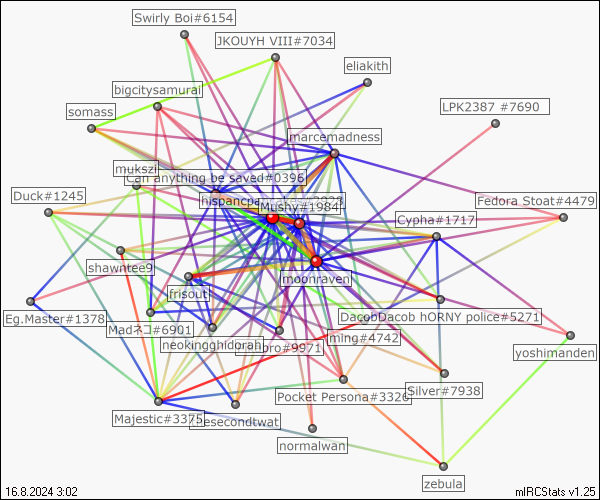 Swirly Boi#6154
JKOUYH VIII#7034
eliakith
bigcitysamurai
LPK2387 #7690
somass
marcemadness
mukszi
Can anything be saved#0396
Duck#1245
hispancpa
Mushy#1984
Fedora Stoat#4479
Cypha#1717
shawntee9
moonraven
frisout
Eg.Master#1378
Madネコ#6901
DacobDacob hORNY police#5271
neokingghidorah
bro#9971
ming#4742
yoshimanden
Silver#7938
Pocket Persona#3326
Majestic#3375
esecondtwat
normalwan
zebula
16.8.2024 3:02
mIRCStats v1.25